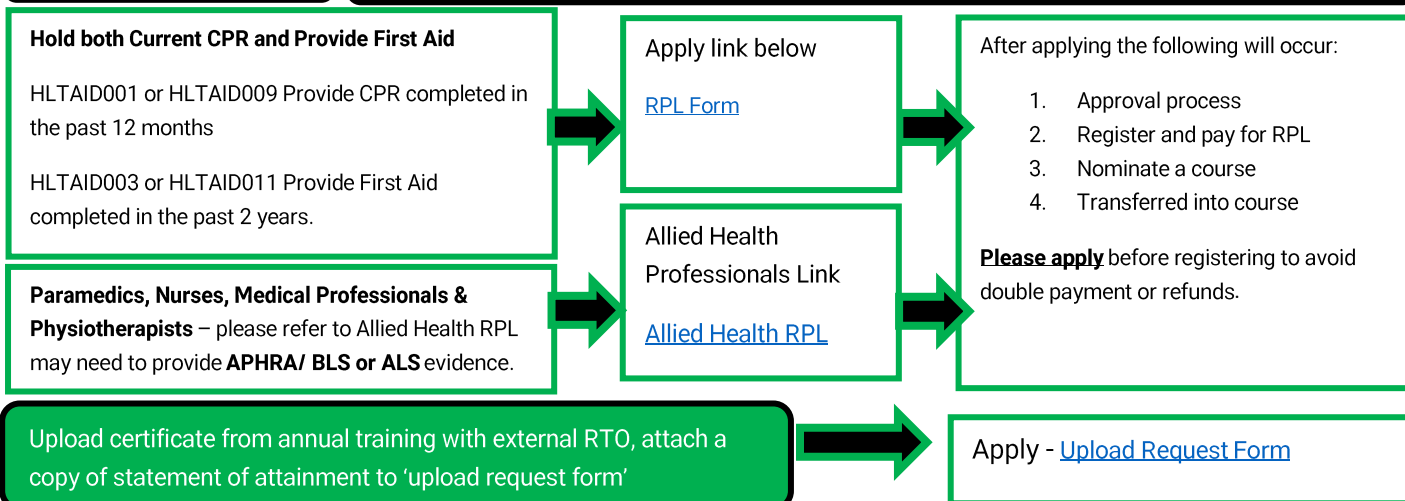 Hold both Current CPR and Provide First Aid
HLTAID001 or HLTAID009 Provide CPR completed in
the past 12 months
HLTAID003 or HLTAID011 Provide First Aid
completed in the past 2 years.
Apply link below
RPL Form
After applying the following will occur:
1. Approval process
2. Register and pay for RPL
3. Nominate a course
4. Transferred into course
Please apply before registering to avoid
double payment or refunds.
Paramedics, Nurses, Medical Professionals &
Physiotherapists – please refer to Allied Health RPL
may need to provide APHRA/ BLS or ALS evidence.
Allied Health
Professionals Link
Allied Health RPL
Upload certificate from annual training with external RTO, attach a
copy of statement of attainment to ‘upload request form’
Apply - Upload Request Form